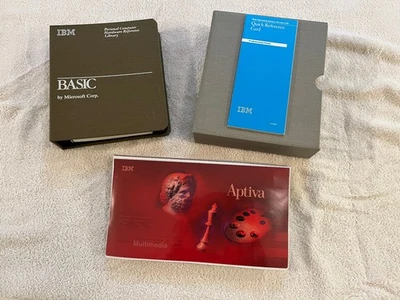 IBM
Personal Computer
Hardware Reference
Library
BASIC
by Microsoft Corp.
Quick Reference
Card
IBM
IBM
Aptiva
Multimedia